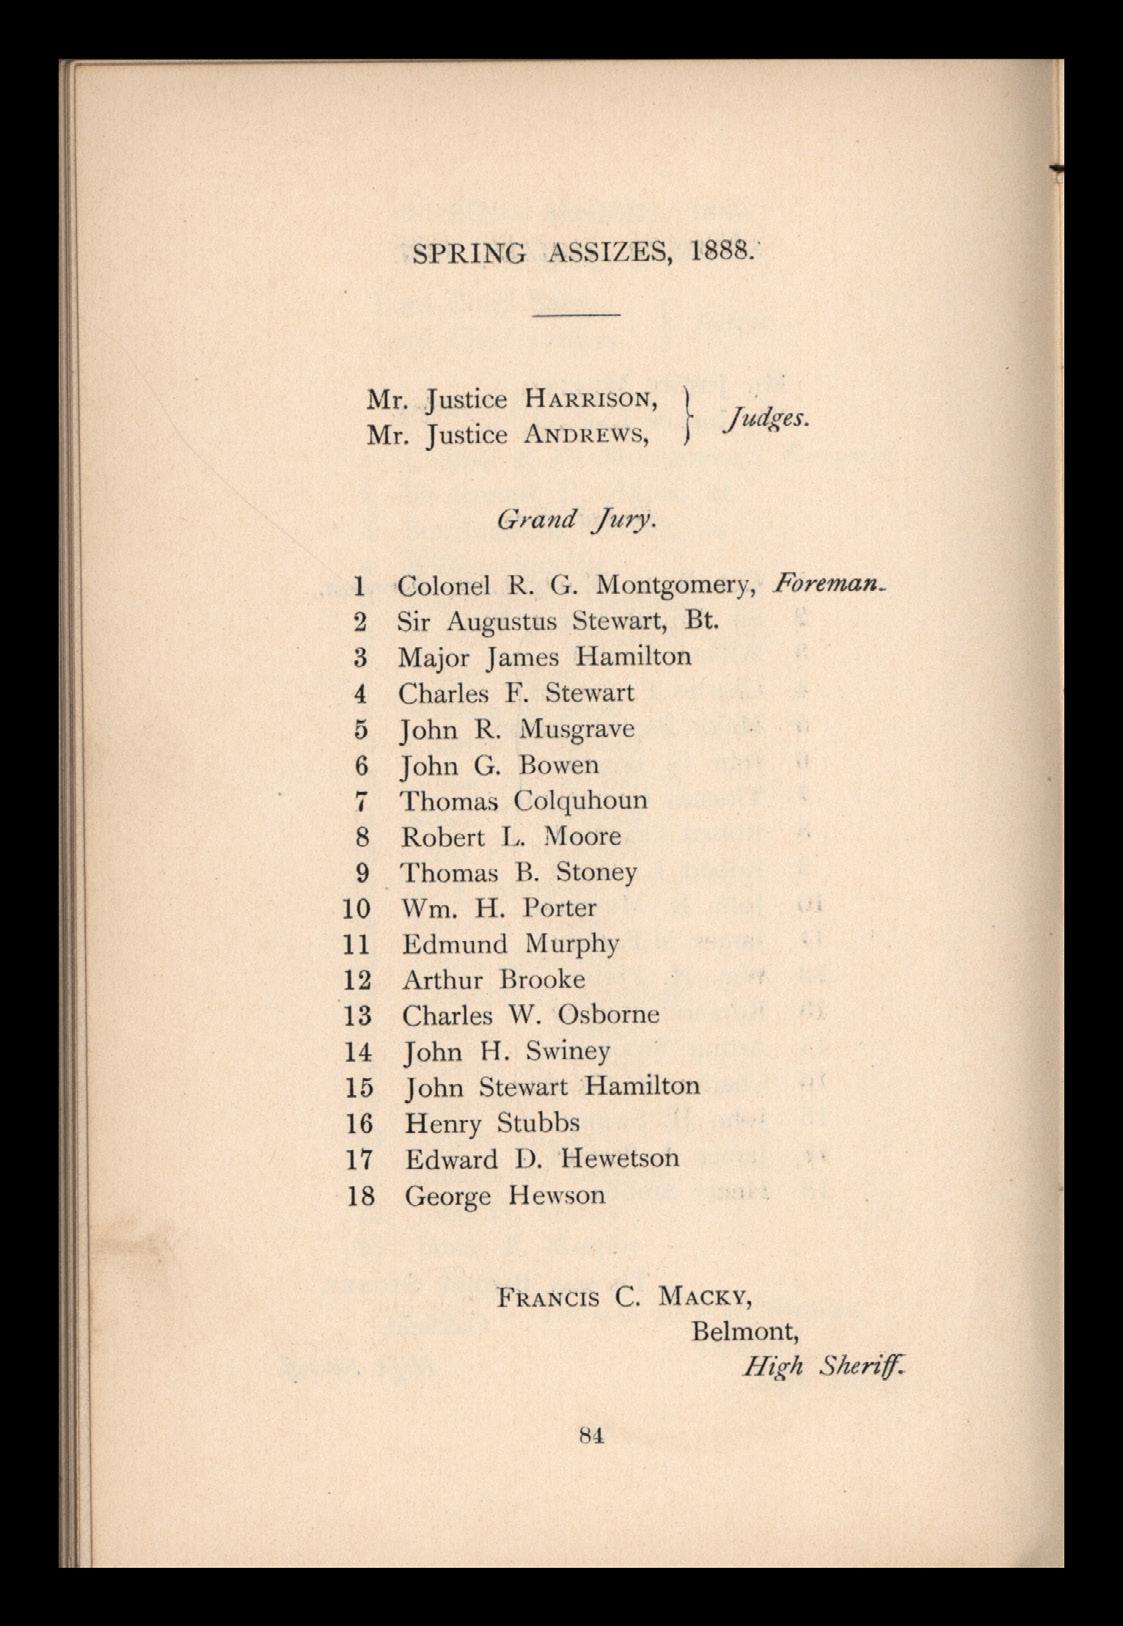 SPRING ASSIZES, 1888.
Mr. Justice HARRISON,
Mr. Justice ANDREWS,
} Judges.
Grand Jury.
1 Colonel R. G. Montgomery, Foreman.
2 Sir Augustus Stewart, Bt.
3 Major James Hamilton
4 Charles F. Stewart
5 John R. Musgrave
6 John G. Bowen
7 Thomas Colquhoun
8 Robert L. Moore
9 Thomas B. Stoney
10 Wm. H. Porter
11 Edmund Murphy
12 Arthur Brooke
13 Charles W. Osborne
14 John H. Swiney
15 John Stewart Hamilton
16 Henry Stubbs
17 Edward D. Hewetson
18 George Hewson
FRANCIS C. MACKY,
Belmont,
High Sheriff.
84